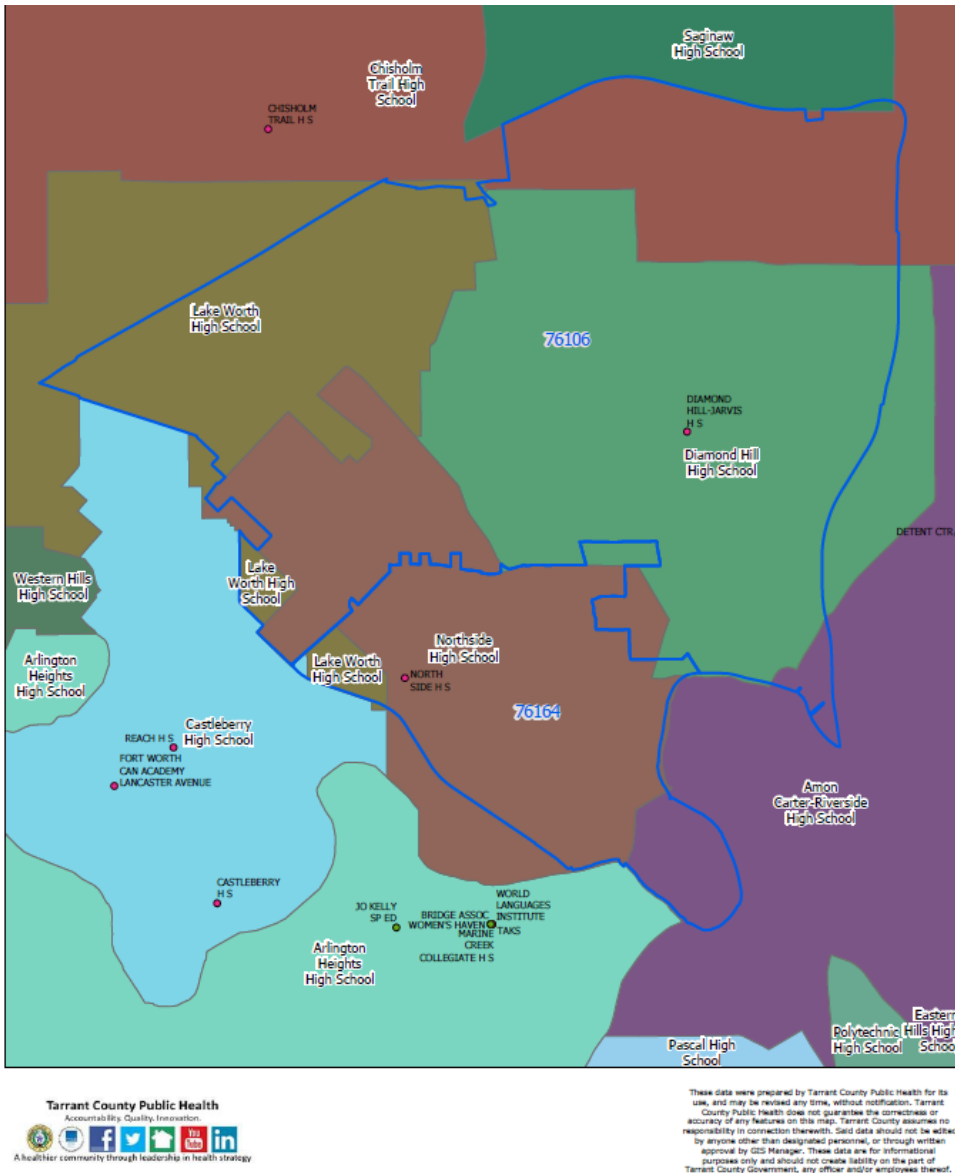 Saginaw
High School
Chisholm
Trail High
School
CHISHOLM
TRAIL H S
Lake Worth
High School
76106
DIAMOND
HILL-JARVIS
H S
Diamond Hill
High School
DETENT CTR
Western Hills
High School
Lake
Worth High
School
Arlington
Heights
High School
Lake Worth
High School
Northside
High School
NORTH
SIDE H S
76164
Castleberry
High School
REACH H S
FORT WORTH
CAN ACADEMY
LANCASTER AVENUE
Amon
Carter-Riverside
High School
CASTLEBERRY
H S
JO KELLY
SP ED
BRIDGE ASSOC
WOMEN'S HAVEN
MARINE
CREEK
COLLEGIATE H S
WORLD
LANGUAGES
INSTITUTE
TAKS
Arlington
Heights
High School
Pascal High
School
Polytechnic
High School
Eastern
Hills High
School
Tarrant County Public Health
Accountability. Quality. Innovation.
You
Tube
A healthier community through leadership in health strategy
These data were prepared by Tarrant County Public Health for its
use, and may be revised any time, without notification. Tarrant
County Public Health does not guarantee the correctness or
accuracy of any features on this map. Tarrant County assumes no
responsibility in connection therewith. Said data should not be edited
by anyone other than designated personnel, or through written
approval by GIS Manager. These data are for informational
purposes only and should not create liability on the part of
Tarrant County Government, any officer and/or employees thereof.